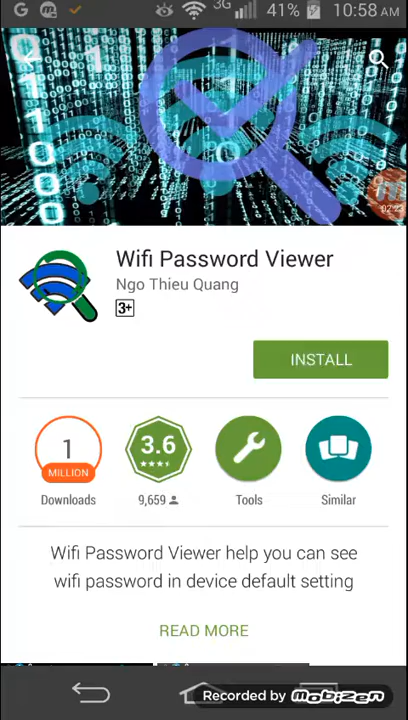 3G 41% 10:58 AM
02:23
Wifi Password Viewer
Ngo Thieu Quang
3+
INSTALL
1
MILLION
3.6
Downloads
9,659
Tools
Similar
Wifi Password Viewer help you can see
wifi password in device default setting
READ MORE
Recorded by mobizen